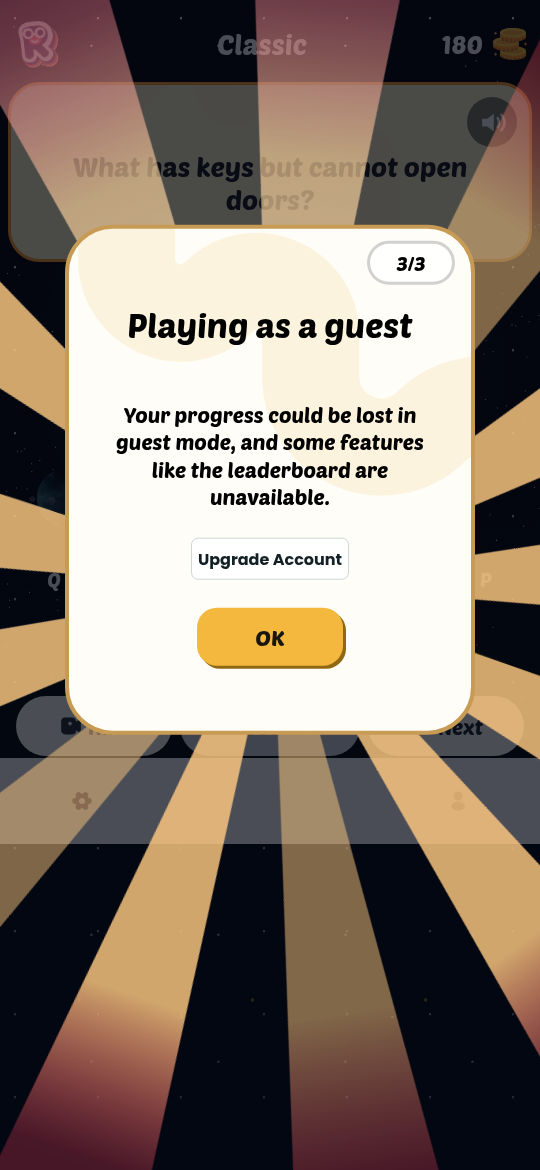 Classic
180
What has keys but cannot open
doors?
3/3
Playing as a guest
Your progress could be lost in
guest mode, and some features
like the leaderboard are
unavailable.
Upgrade Account
Q
P
OK